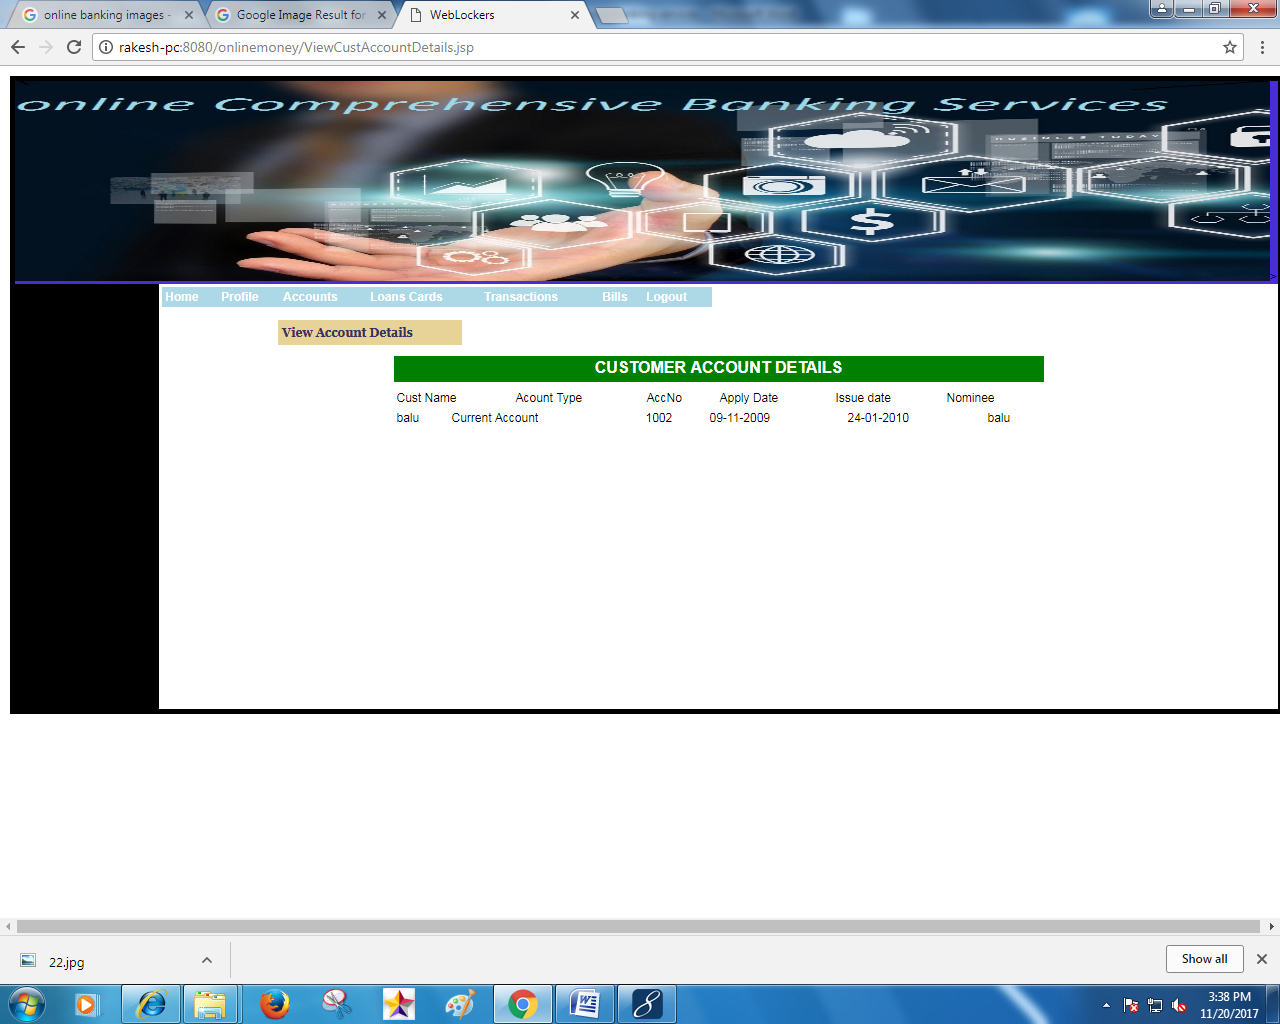 online banking images -
Google Image Result for
WebLockers
rakesh-pc:8080/onlinemoney/ViewCustAccountDetails.jsp
online Comprehensive Banking Services
BUSINESS TODAY
Home Profile Accounts Loans Cards Transactions Bills Logout
View Account Details
CUSTOMER ACCOUNT DETAILS
Cust Name Acount Type AccNo Apply Date Issue date Nominee
balu Current Account 1002 09-11-2009 24-01-2010 balu
22.jpg
Show all
3:38 PM
11/20/2017